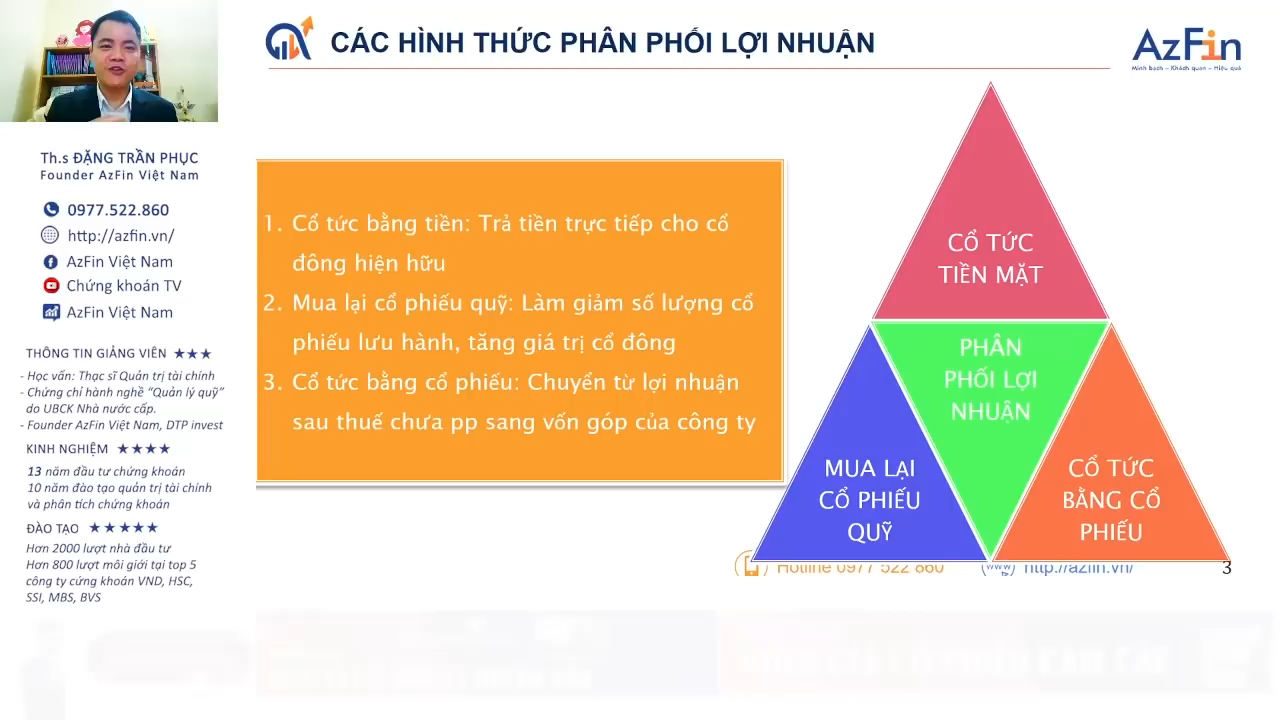 CÁC HÌNH THỨC PHÂN PHỐI LỢI NHUẬN
AzFin
Minh bạch – Khách quan – Hiệu quả
Th.s ĐẶNG TRẦN PHỤC
Founder AzFin Việt Nam
0977.522.860
http://azfin.vn/
AzFin Việt Nam
Chứng khoán TV
AzFin Việt Nam
THÔNG TIN GIẢNG VIÊN ★★★
- Học vấn: Thạc sĩ Quản trị tài chính
- Chứng chỉ hành nghề “Quản lý quỹ”
do UBCK Nhà nước cấp.
- Founder AzFin Việt Nam, DTP invest
KINH NGHIỆM ★★★★
13 năm đầu tư chứng khoán
10 năm đào tạo quản trị tài chính
và phân tích chứng khoán
ĐÀO TẠO ★★★★★
Hơn 2000 lượt nhà đầu tư
Hơn 800 lượt môi giới tại top 5
công ty cứng khoán VND, HSC,
SSI, MBS, BVS
1. Cổ tức bằng tiền: Trả tiền trực tiếp cho cổ
đông hiện hữu
2. Mua lại cổ phiếu quỹ: Làm giảm số lượng cổ
phiếu lưu hành, tăng giá trị cổ đông
3. Cổ tức bằng cổ phiếu: Chuyển từ lợi nhuận
sau thuế chưa pp sang vốn góp của công ty
CỔ TỨC
TIỀN MẶT
PHÂN
PHỐI LỢI
NHUẬN
MUA LẠI
CỔ PHIẾU
QUỸ
CỔ TỨC
BẰNG CỔ
PHIẾU
Hotline 0977 522 860
www
http://azfin.vn/
3